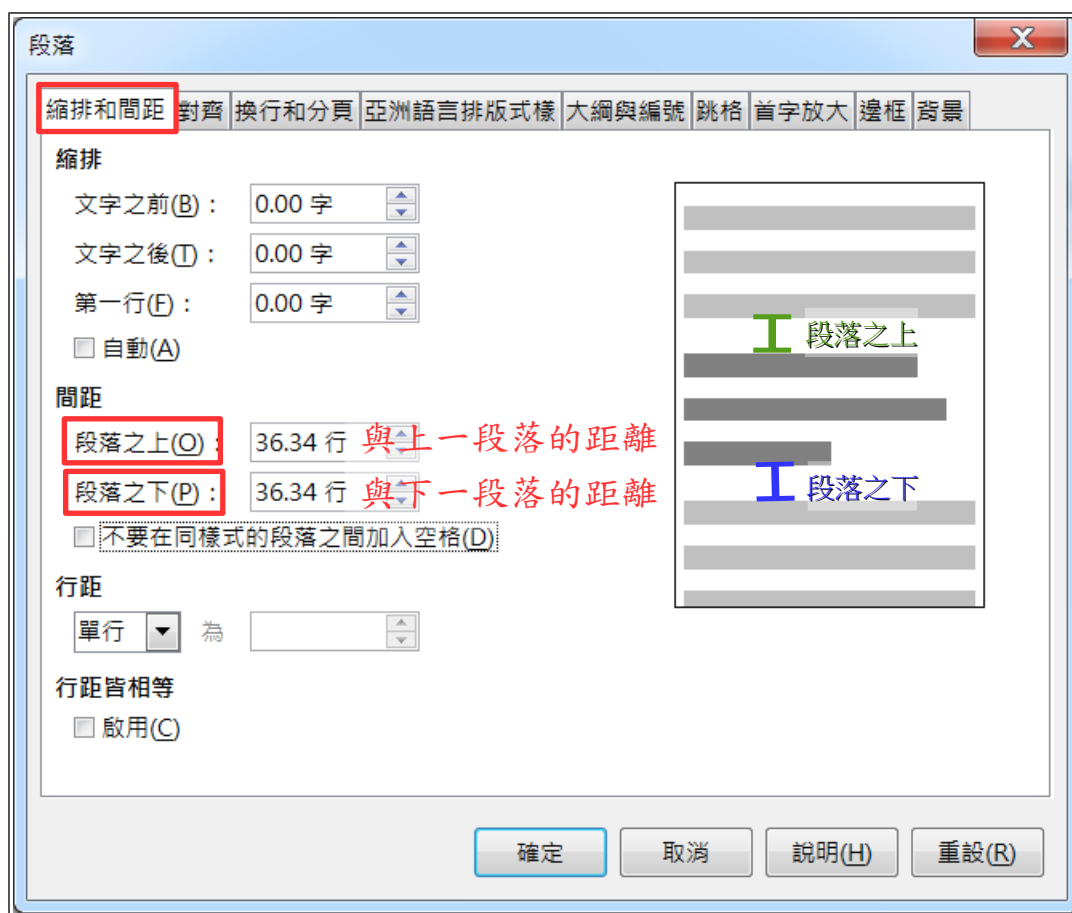 段落
縮排和間距 對齊 換行和分頁 亞洲語言排版式樣 大綱與編號 跳格 首字放大 邊框 背景
縮排
文字之前(B)： 0.00 字
文字之後(T)： 0.00 字
第一行(F)： 0.00 字
自動(A)
段落之上
間距
段落之上(O)： 36.34 行 與上一段落的距離
段落之下(P)： 36.34 行 與下一段落的距離
段落之下
不要在同樣式的段落之間加入空格(D)
行距
單行 為
行距皆相等
啟用(C)
確定 取消 說明(H) 重設(R)